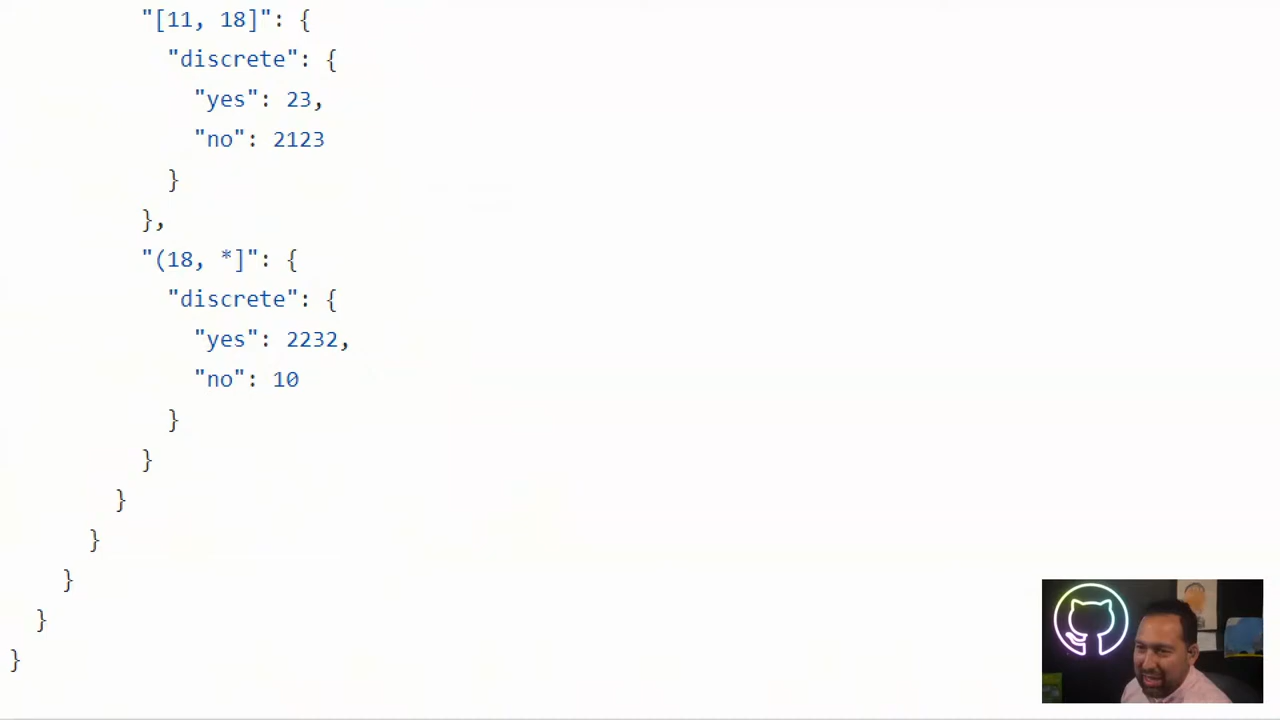 "[11, 18]": {
"discrete": {
"yes": 23,
"no": 2123
}
},
"(18, *]": {
"discrete": {
"yes": 2232,
"no": 10
}
}
}
}
}
}
}